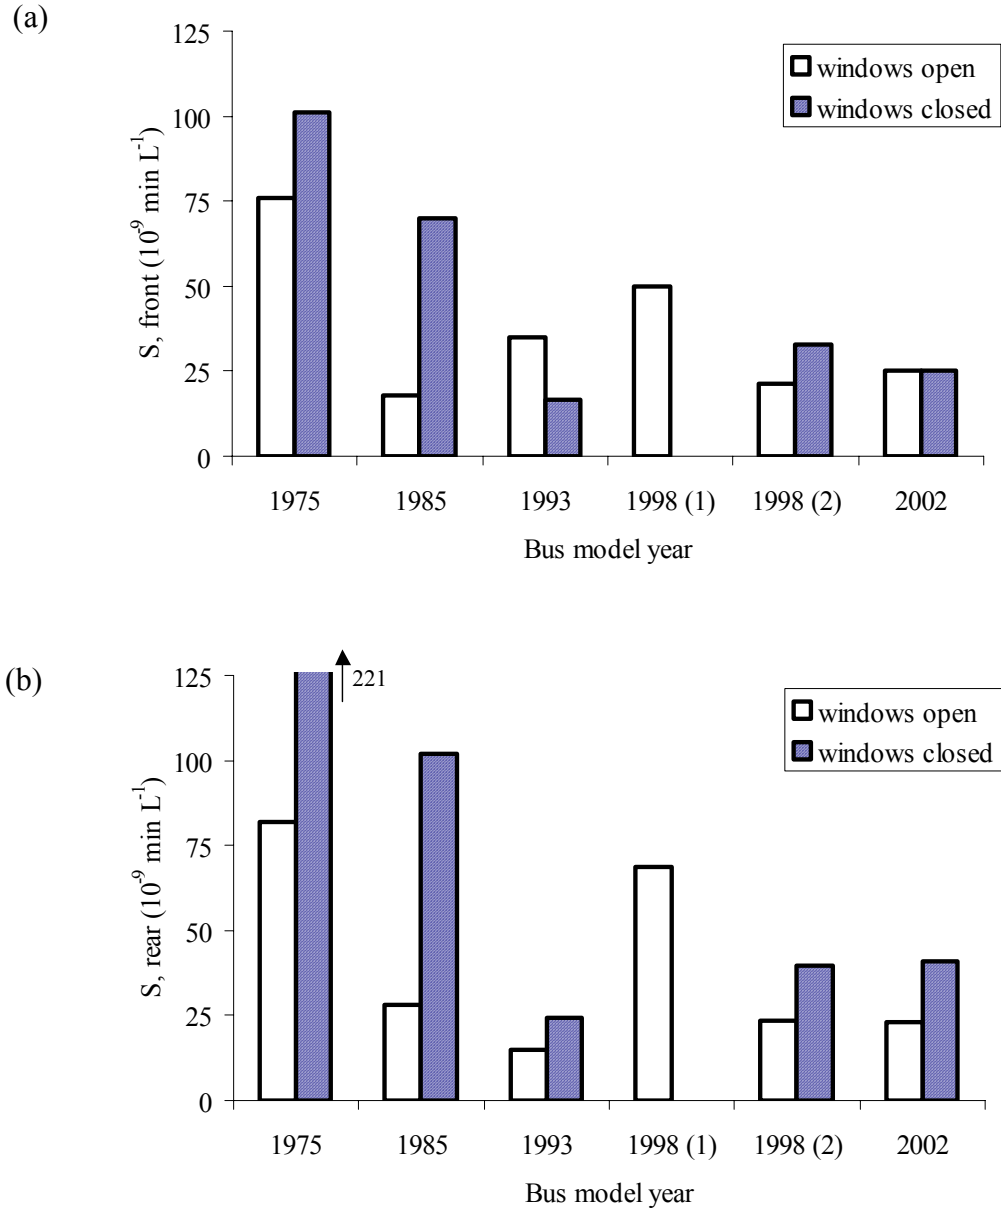 (a)
S, front (10⁻⁹ min L⁻¹)
125
100
75
50
25
0
windows open
windows closed
1975 1985 1993 1998 (1) 1998 (2) 2002
Bus model year
(b)
S, rear (10⁻⁹ min L⁻¹)
221
125
100
75
50
25
0
windows open
windows closed
1975 1985 1993 1998 (1) 1998 (2) 2002
Bus model year